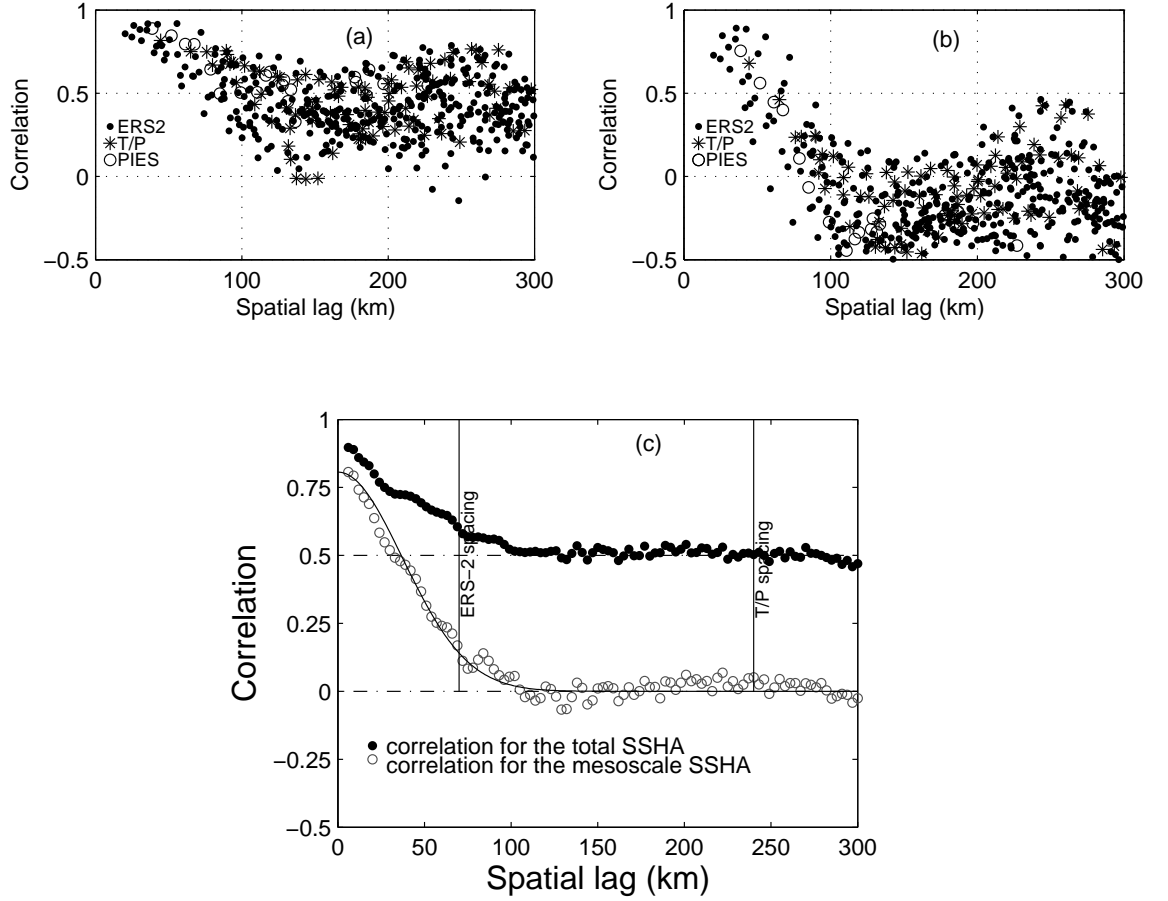 (a)
1
0.5
0
−0.5
Correlation
ERS2
T/P
PIES
0
100
200
300
Spatial lag (km)
(b)
1
0.5
0
−0.5
Correlation
ERS2
T/P
PIES
0
100
200
300
Spatial lag (km)
(c)
1
0.75
0.5
0.25
0
−0.25
−0.5
Correlation
ERS−2 spacing
T/P spacing
correlation for the total SSHA
correlation for the mesoscale SSHA
0
50
100
150
200
250
300
Spatial lag (km)